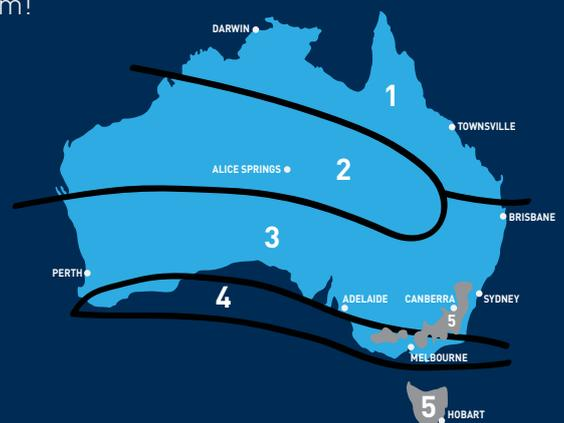 m!
DARWIN
1
TOWNSVILLE
ALICE SPRINGS
2
BRISBANE
3
PERTH
4
ADELAIDE
CANBERRA
SYDNEY
5
MELBOURNE
5
HOBART